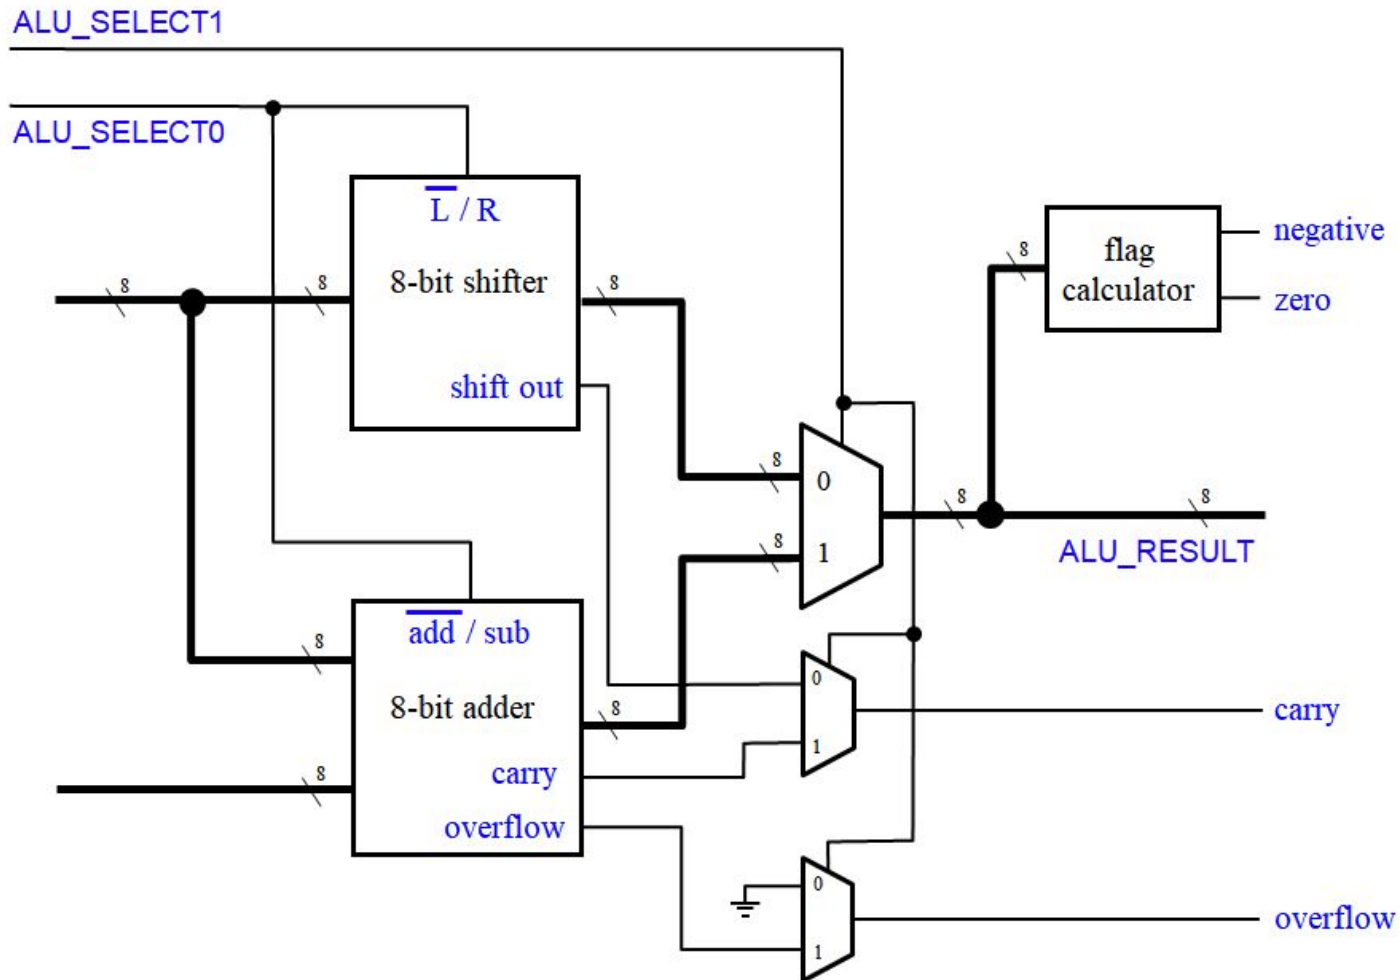 ALU_SELECT1
ALU_SELECT0
L / R
8-bit shifter
shift out
8
8
8
flag
calculator
negative
zero
8
8
0
8
1
8
8
ALU_RESULT
add / sub
8-bit adder
carry
overflow
8
8
8
0
1
carry
0
1
overflow